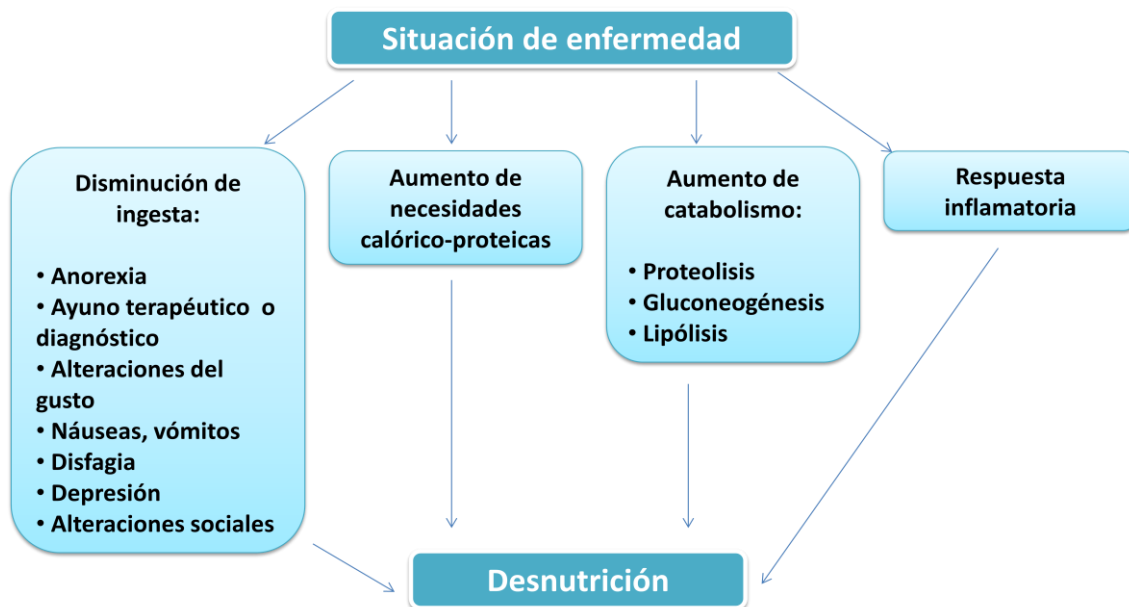 Situación de enfermedad
Disminución de
ingesta:
• Anorexia
• Ayuno terapéutico o
diagnóstico
• Alteraciones del
gusto
• Náuseas, vómitos
• Disfagia
• Depresión
• Alteraciones sociales
Aumento de
necesidades
calórico-proteicas
Aumento de
catabolismo:
• Proteolisis
• Gluconeogénesis
• Lipólisis
Respuesta
inflamatoria
Desnutrición